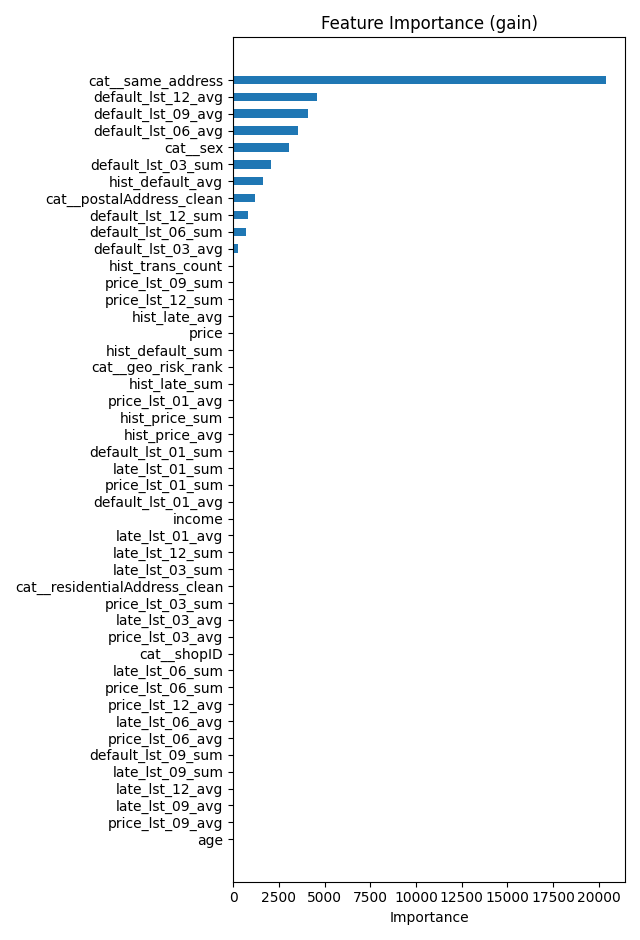 Feature Importance (gain)
cat__same_address
default_lst_12_avg
default_lst_09_avg
default_lst_06_avg
cat__sex
default_lst_03_sum
hist_default_avg
cat__postalAddress_clean
default_lst_12_sum
default_lst_06_sum
default_lst_03_avg
hist_trans_count
price_lst_09_sum
price_lst_12_sum
hist_late_avg
price
hist_default_sum
cat__geo_risk_rank
hist_late_sum
price_lst_01_avg
hist_price_sum
hist_price_avg
default_lst_01_sum
late_lst_01_sum
price_lst_01_sum
default_lst_01_avg
income
late_lst_01_avg
late_lst_12_sum
late_lst_03_sum
cat__residentialAddress_clean
price_lst_03_sum
late_lst_03_avg
price_lst_03_avg
cat__shopID
late_lst_06_sum
price_lst_06_sum
price_lst_12_avg
late_lst_06_avg
price_lst_06_avg
default_lst_09_sum
late_lst_09_sum
late_lst_12_avg
late_lst_09_avg
price_lst_09_avg
age
0 2500 5000 7500 10000 12500 15000 17500 20000
Importance